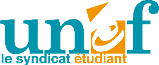 unef
le syndicat étudiant